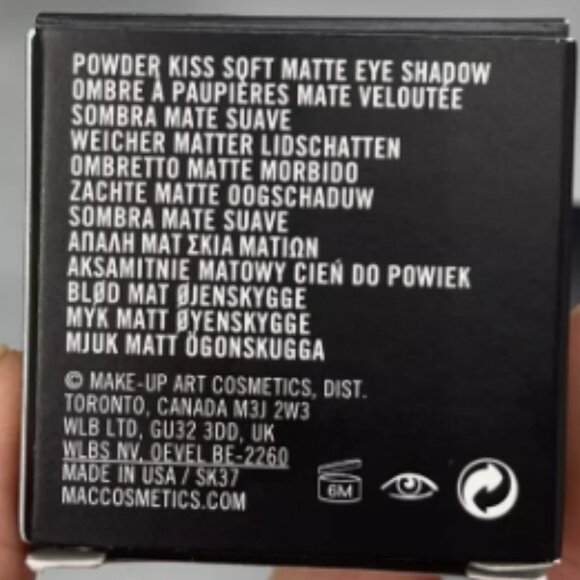 POWDER KISS SOFT MATTE EYE SHADOW
OMBRE À PAUPIÈRES MATE VELOUTÉE
SOMBRA MATE SUAVE
WEICHER MATTER LIDSCHATTEN
OMBRETTO MATTE MORBIDO
ZACHTE MATTE OOGSCHADUW
SOMBRA MATE SUAVE
ΑΠΑΛΗ ΜΑΤ ΣΚΙΑ ΜΑΤΙΩΝ
AKSAMITNIE MATOWY CIEŃ DO POWIEK
BLØD MAT ØJENSKYGGE
MYK MATT ØYENSKYGGE
MJUK MATT ÖGONSKUGGA
© MAKE-UP ART COSMETICS, DIST.
TORONTO, CANADA M3J 2W3
WLB LTD, GU32 3DD, UK
WLBS NV, OEVEL BE-2260
MADE IN USA / SK37
MACCOSMETICS.COM
6M